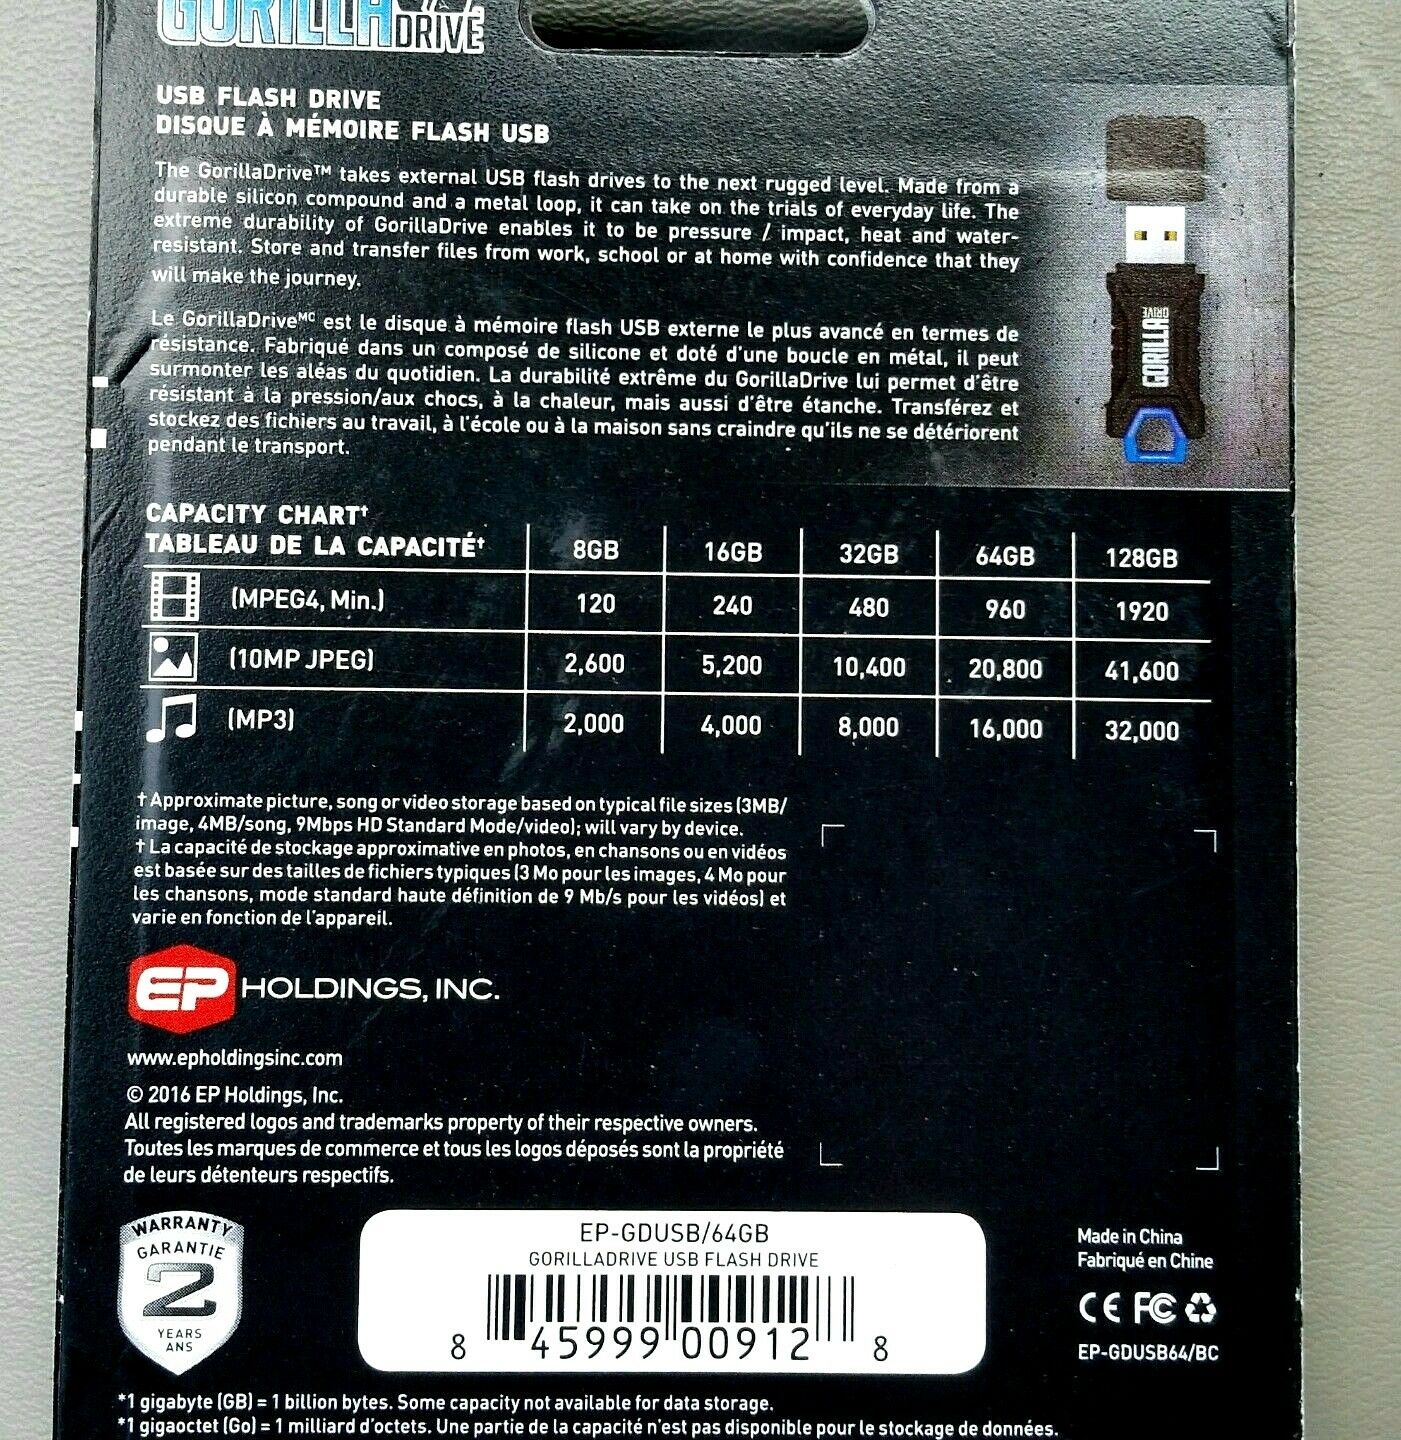 GORILLA DRIVE
USB FLASH DRIVE
DISQUE À MÉMOIRE FLASH USB
The GorillaDrive™ takes external USB flash drives to the next rugged level. Made from a
durable silicon compound and a metal loop, it can take on the trials of everyday life. The
extreme durability of GorillaDrive enables it to be pressure / impact, heat and water-
resistant. Store and transfer files from work, school or at home with confidence that they
will make the journey.
Le GorillaDriveMC est le disque à mémoire flash USB externe le plus avancé en termes de
résistance. Fabriqué dans un composé de silicone et doté d'une boucle en métal, il peut
surmonter les aléas du quotidien. La durabilité extrême du GorillaDrive lui permet d'être
résistant à la pression/aux chocs, à la chaleur, mais aussi d'être étanche. Transférez et
stockez des fichiers au travail, à l'école ou à la maison sans craindre qu'ils ne se détériorent
pendant le transport.
GORILLA DRIVE
CAPACITY CHART†
TABLEAU DE LA CAPACITÉ† 8GB 16GB 32GB 64GB 128GB
(MPEG4, Min.) 120 240 480 960 1920
(10MP JPEG) 2,600 5,200 10,400 20,800 41,600
(MP3) 2,000 4,000 8,000 16,000 32,000
† Approximate picture, song or video storage based on typical file sizes (3MB/
image, 4MB/song, 9Mbps HD Standard Mode/video); will vary by device.
† La capacité de stockage approximative en photos, en chansons ou en vidéos
est basée sur des tailles de fichiers typiques (3 Mo pour les images, 4 Mo pour
les chansons, mode standard haute définition de 9 Mb/s pour les vidéos) et
varie en fonction de l'appareil.
EP HOLDINGS, INC.
www.epholdingsinc.com
© 2016 EP Holdings, Inc.
All registered logos and trademarks property of their respective owners.
Toutes les marques de commerce et tous les logos déposés sont la propriété
de leurs détenteurs respectifs.
WARRANTY
GARANTIE
2
YEARS
ANS
EP-GDUSB/64GB
GORILLADRIVE USB FLASH DRIVE
8 45999 00912 8
Made in China
Fabriqué en Chine
CE FC
EP-GDUSB64/BC
*1 gigabyte (GB) = 1 billion bytes. Some capacity not available for data storage.
*1 gigaoctet (Go) = 1 milliard d'octets. Une partie de la capacité n'est pas disponible pour le stockage de données.